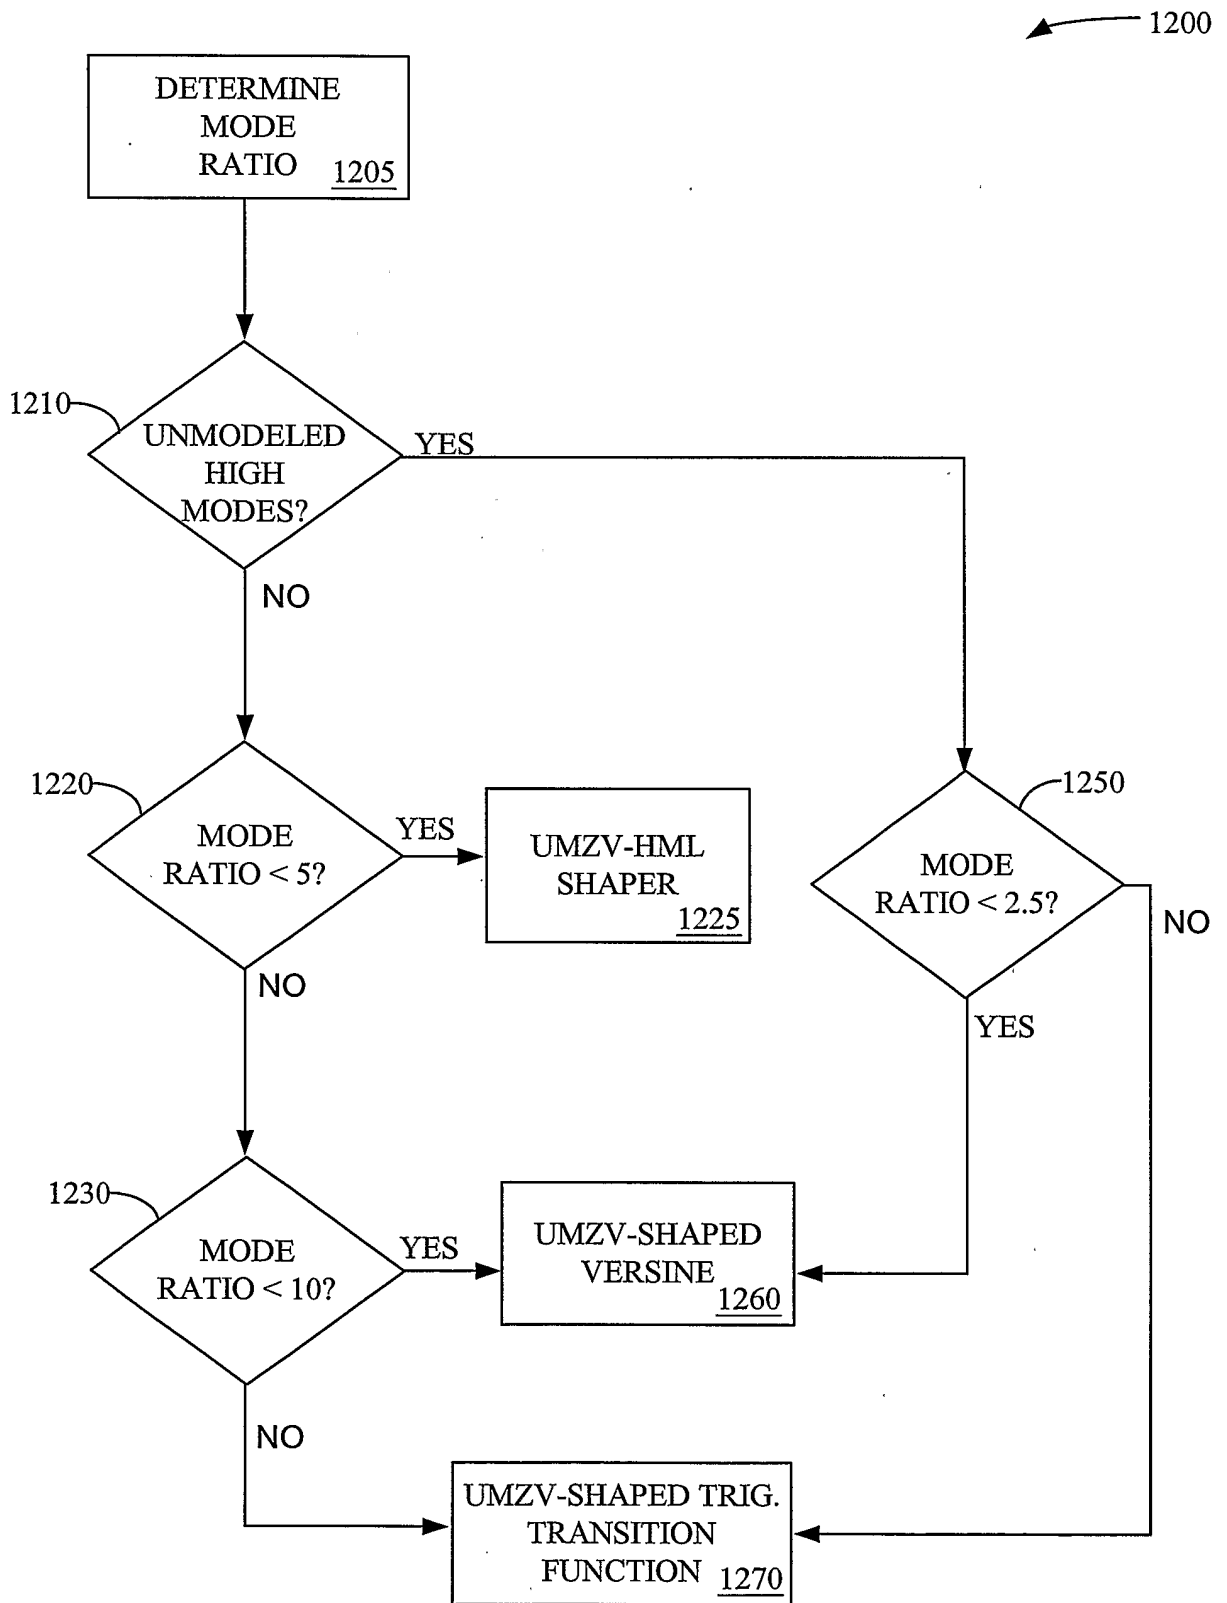 1200
DETERMINE
MODE
RATIO
1205
1210
UNMODELED
HIGH
MODES?
YES
NO
1220
MODE
RATIO < 5?
YES
UMZV-HML
SHAPER
1225
1250
MODE
RATIO < 2.5?
NO
NO
YES
1230
MODE
RATIO < 10?
YES
UMZV-SHAPED
VERSINE
1260
NO
UMZV-SHAPED TRIG.
TRANSITION
FUNCTION
1270